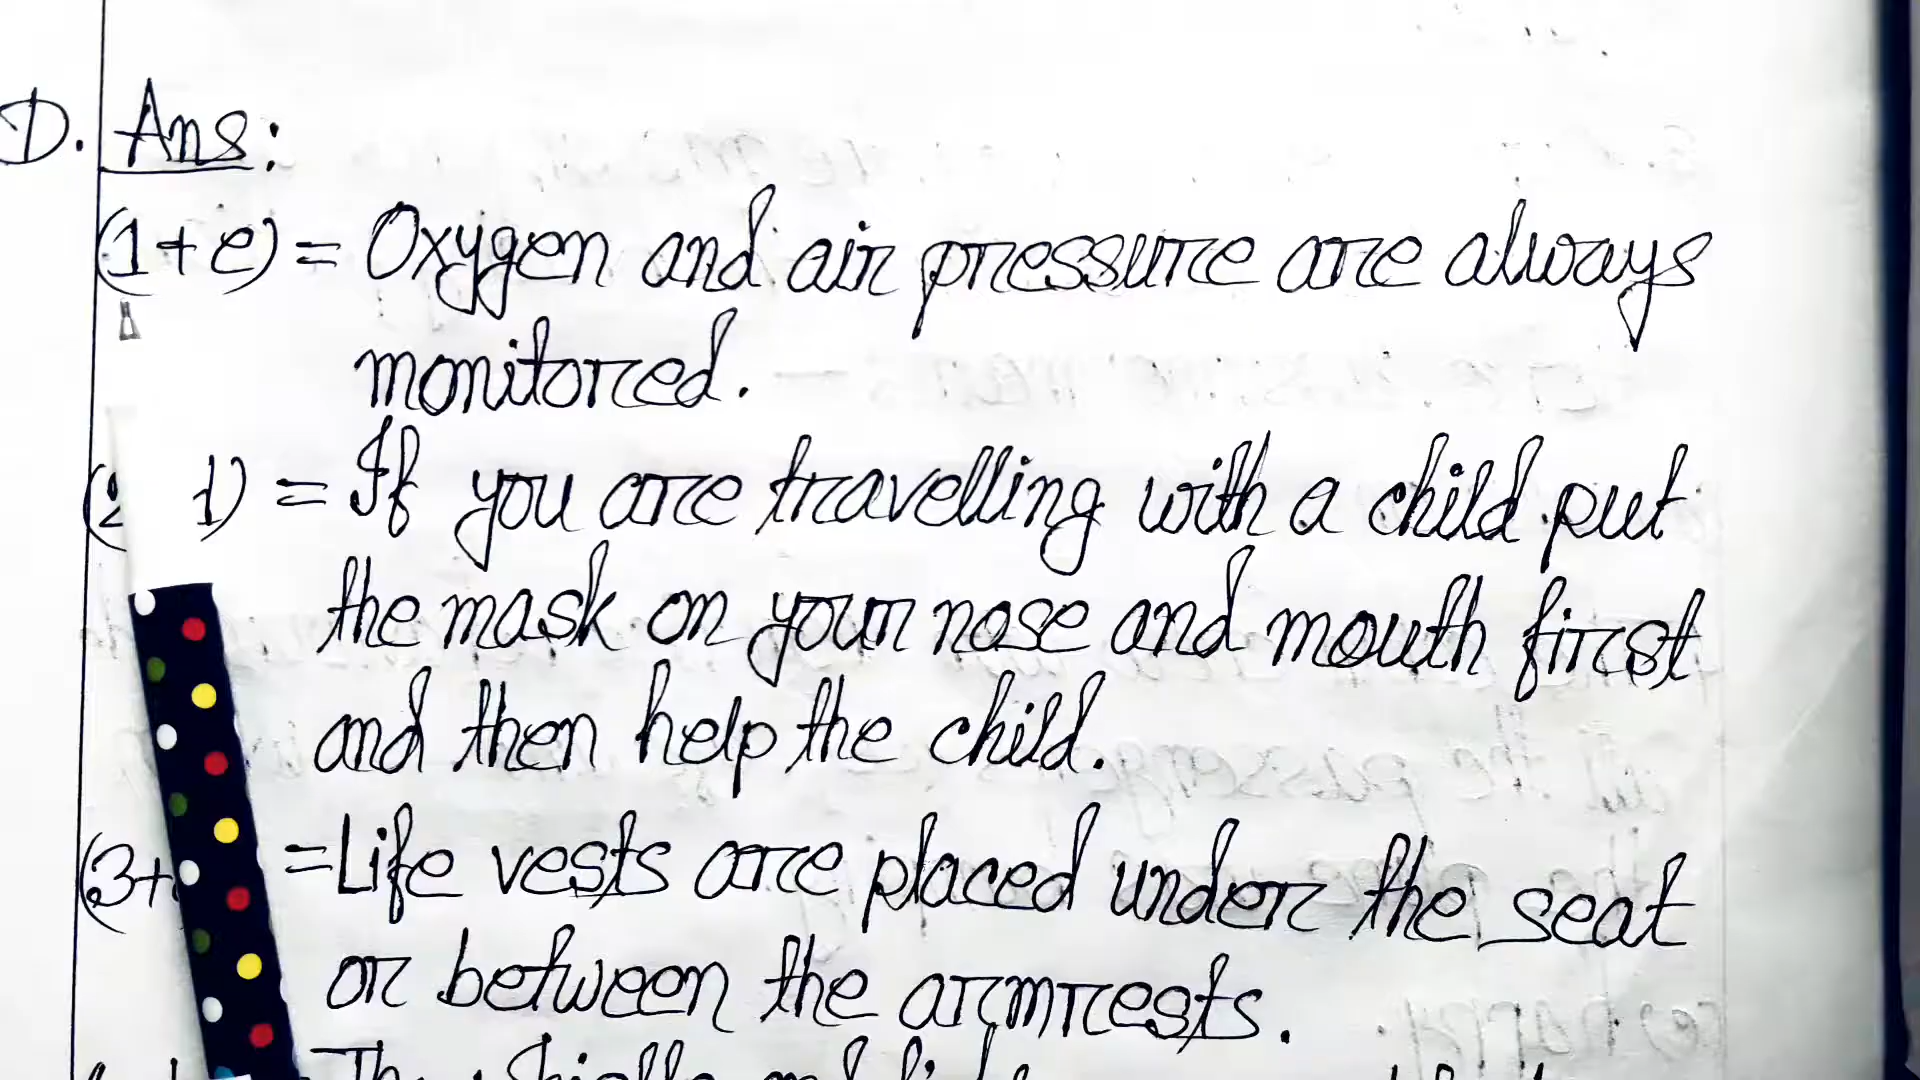 D. Ans:
(1+e) = Oxygen and air pressure are always
monitored.
1) = If you are travelling with a child put
the mask on your nose and mouth first
and then help the child.
(3+ =Life vests are placed under the seat
or between the armrests.